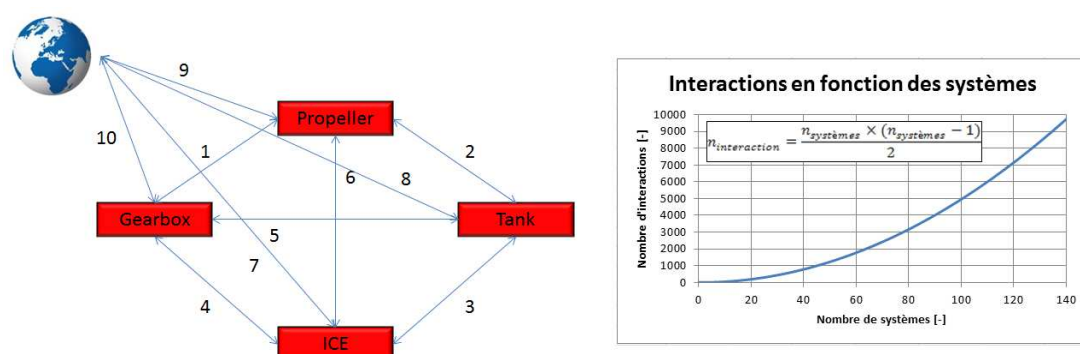 9
Propeller
10
1
2
6
8
Gearbox
Tank
5
7
4
3
ICE
Interactions en fonction des systèmes
Nombre d'interactions [-]
10000
9000
8000
7000
6000
5000
4000
3000
2000
1000
0
n_interaction = n_systèmes × (n_systèmes − 1) / 2
0 20 40 60 80 100 120 140
Nombre de systèmes [-]